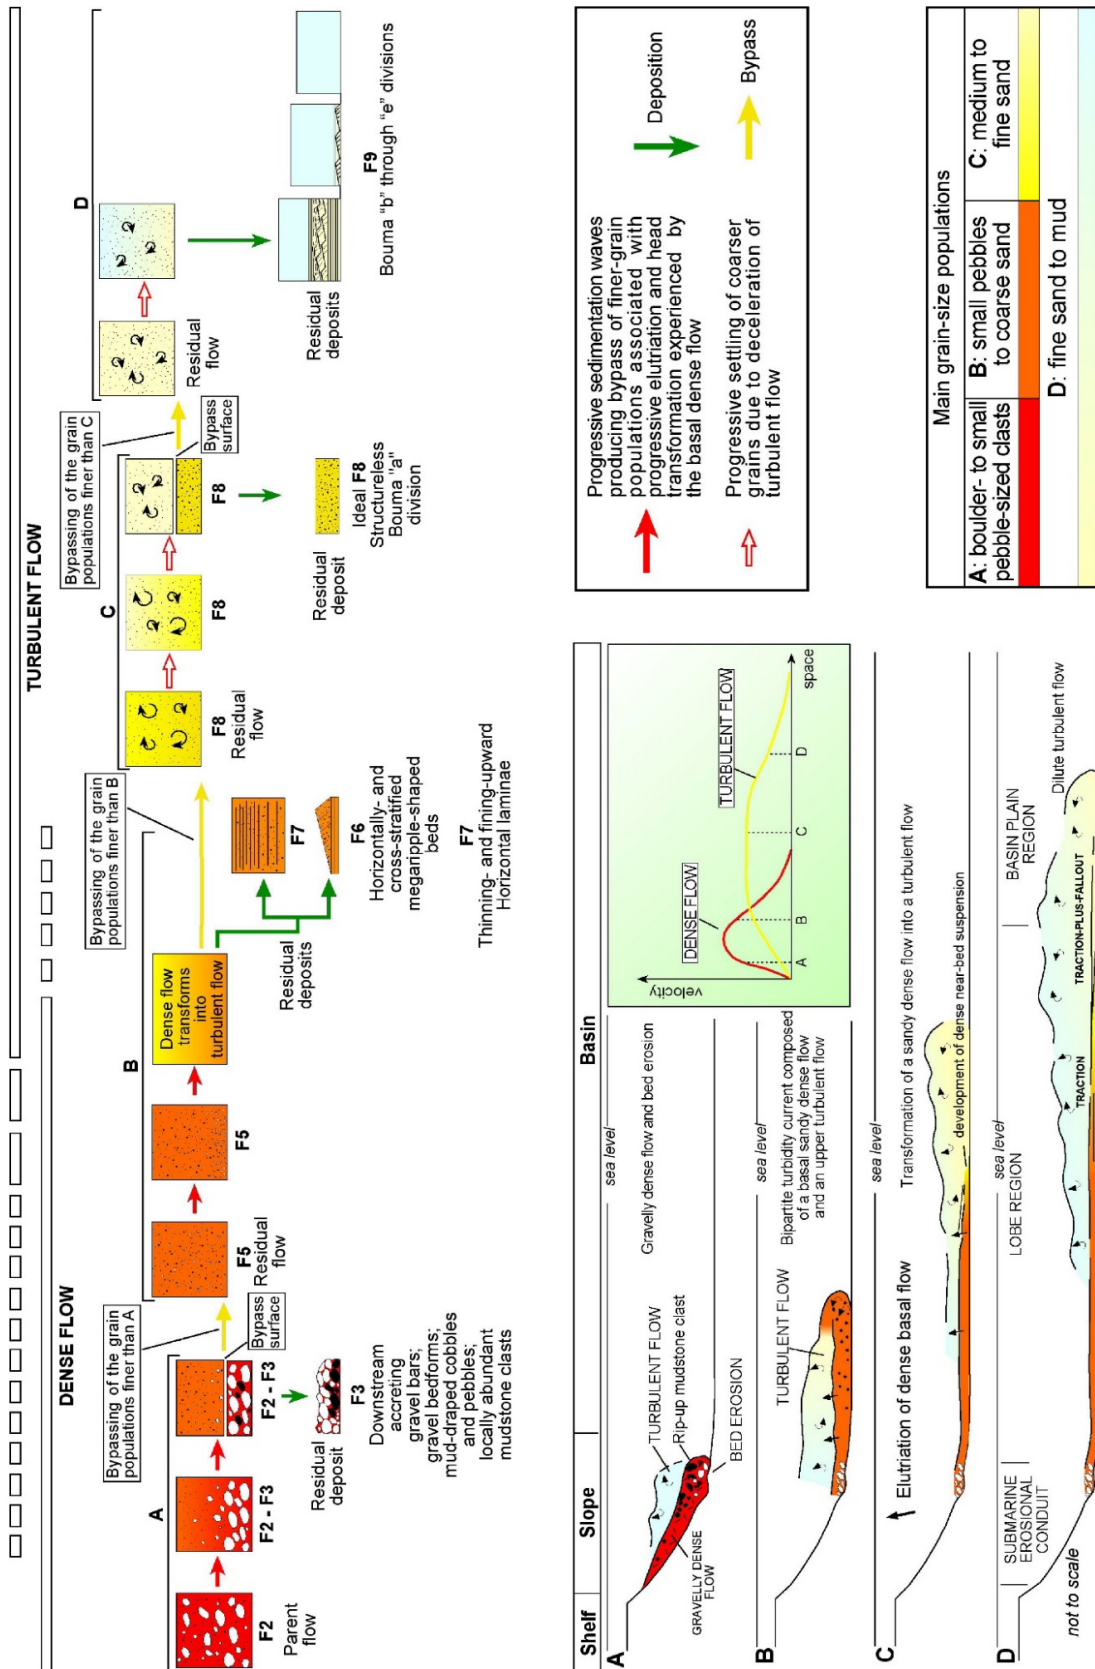 DENSE FLOW
TURBULENT FLOW
A
Bypassing of the grain
populations finer than A
B
Bypassing of the grain
populations finer than B
C
Bypassing of the grain
populations finer than C
D
F2
Parent
flow
F2 - F3
F2 - F3
Bypass
surface
Residual
deposit
F3
Downstream
accreting
gravel bars;
gravel bedforms;
mud-draped cobbles
and pebbles;
locally abundant
mudstone clasts
F5
Residual
flow
F5
Dense flow
transforms
into
turbulent flow
Residual
deposits
F7
F6
Horizontally- and
cross-stratified
megaripple-shaped
beds
F7
Thinning- and fining-upward
Horizontal laminae
F8
Residual
flow
F8
F8
Bypass
surface
Residual
deposit
Ideal F8
Structureless
Bouma "a"
division
Residual
flow
Residual
deposits
F9
Bouma "b" through "e" divisions
Shelf
Slope
Basin
A
sea level
TURBULENT FLOW
Rip-up mudstone clast
GRAVELLY DENSE
FLOW
BED EROSION
Gravelly dense flow and bed erosion
velocity
DENSE FLOW
TURBULENT FLOW
A
B
C
D
space
B
sea level
TURBULENT FLOW
Bipartite turbidity current composed
of a basal sandy dense flow
and an upper turbulent flow
C
sea level
Elutriation of dense basal flow
Transformation of a sandy dense flow into a turbulent flow
development of dense near-bed suspension
D
SUBMARINE
EROSIONAL
CONDUIT
LOBE REGION
sea level
BASIN PLAIN
REGION
TRACTION
TRACTION-PLUS-FALLOUT
Dilute turbulent flow
not to scale
Progressive sedimentation waves
producing bypass of finer-grain
populations associated with
progressive elutriation and head
transformation experienced by
the basal dense flow
Deposition
Progressive settling of coarser
grains due to deceleration of
turbulent flow
Bypass
Main grain-size populations
A: boulder- to small
pebble-sized clasts
B: small pebbles
to coarse sand
C: medium to
fine sand
D: fine sand to mud